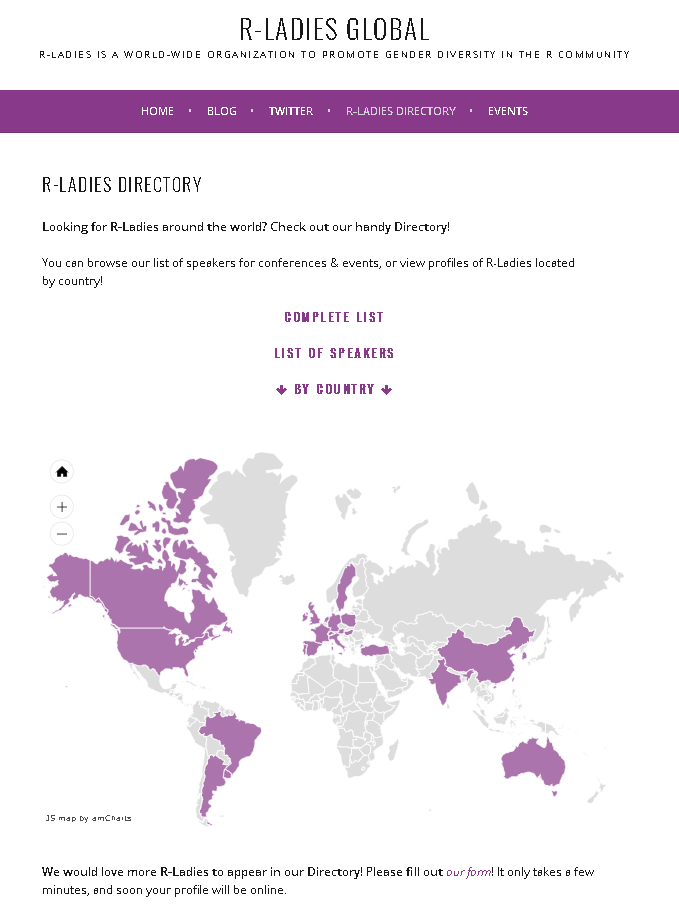 R-LADIES GLOBAL
R-LADIES IS A WORLD-WIDE ORGANIZATION TO PROMOTE GENDER DIVERSITY IN THE R COMMUNITY
HOME • BLOG • TWITTER • R-LADIES DIRECTORY • EVENTS
R-LADIES DIRECTORY
Looking for R-Ladies around the world? Check out our handy Directory!
You can browse our list of speakers for conferences & events, or view profiles of R-Ladies located
by country!
COMPLETE LIST
LIST OF SPEAKERS
↓ BY COUNTRY ↓
JS map by amCharts
We would love more R-Ladies to appear in our Directory! Please fill out our form! It only takes a few
minutes, and soon your profile will be online.